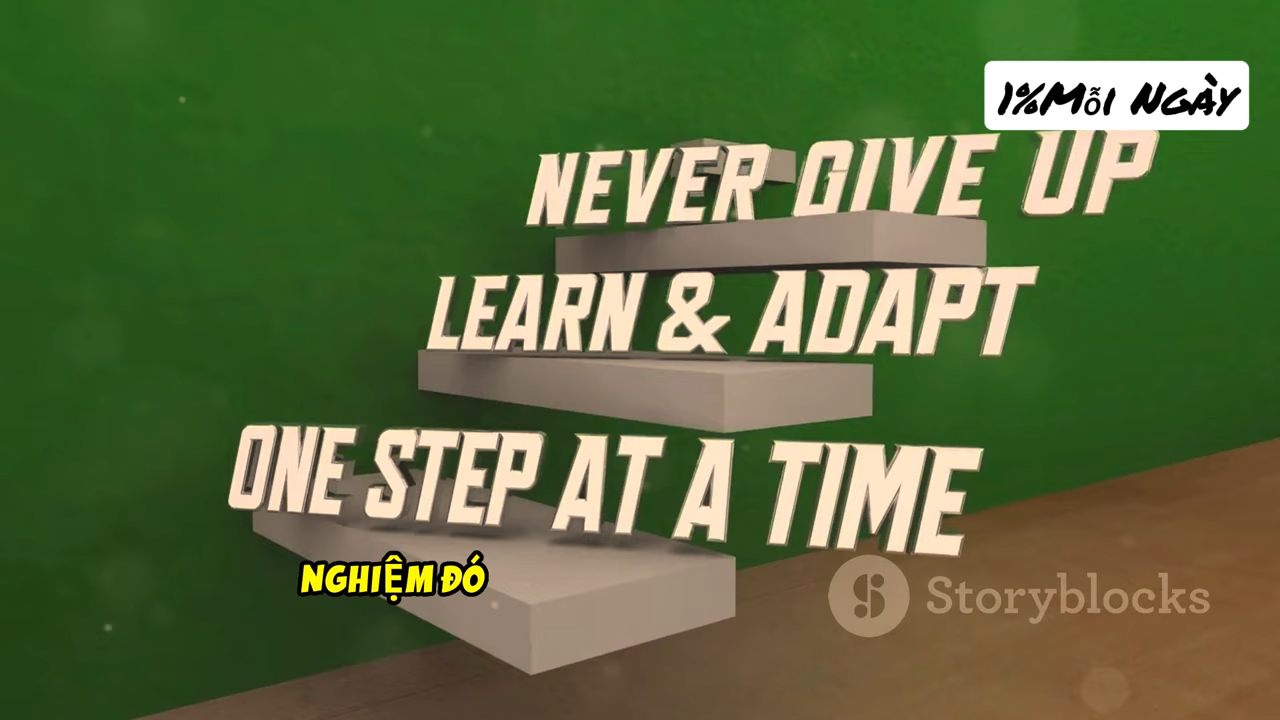 1%Mỗi NGÀY
NEVER GIVE UP
LEARN & ADAPT
ONE STEP AT A TIME
NGHIỆM ĐÓ
Storyblocks